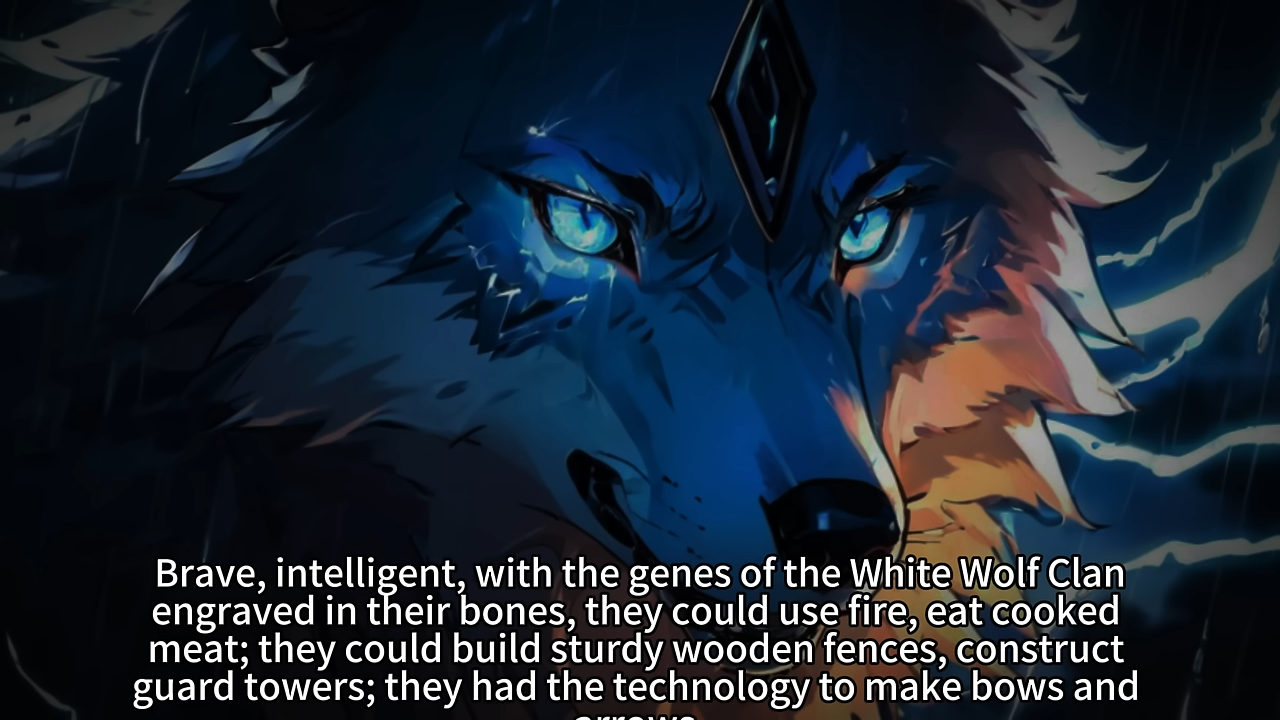 Brave, intelligent, with the genes of the White Wolf Clan
engraved in their bones, they could use fire, eat cooked
meat; they could build sturdy wooden fences, construct
guard towers; they had the technology to make bows and
arrows